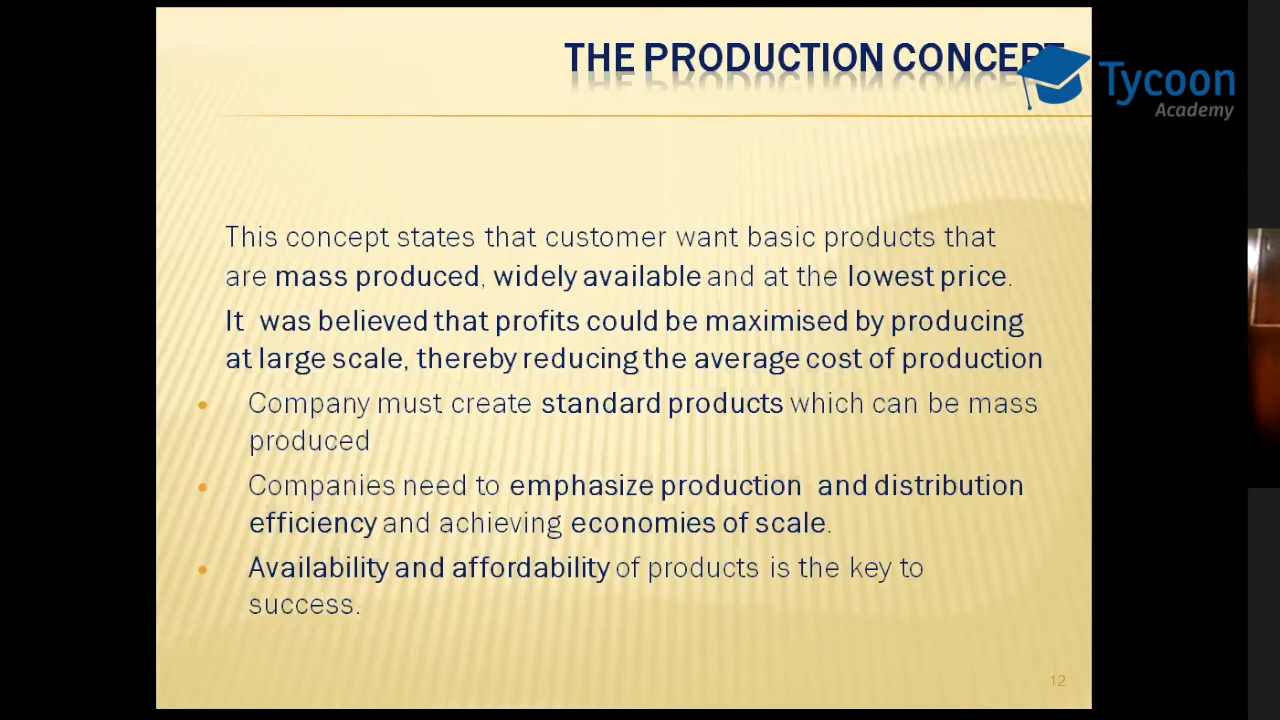 THE PRODUCTION CONCEPT
Tycoon
Academy
This concept states that customer want basic products that
are mass produced, widely available and at the lowest price.
It was believed that profits could be maximised by producing
at large scale, thereby reducing the average cost of production
• Company must create standard products which can be mass
produced
• Companies need to emphasize production and distribution
efficiency and achieving economies of scale.
• Availability and affordability of products is the key to
success.
12